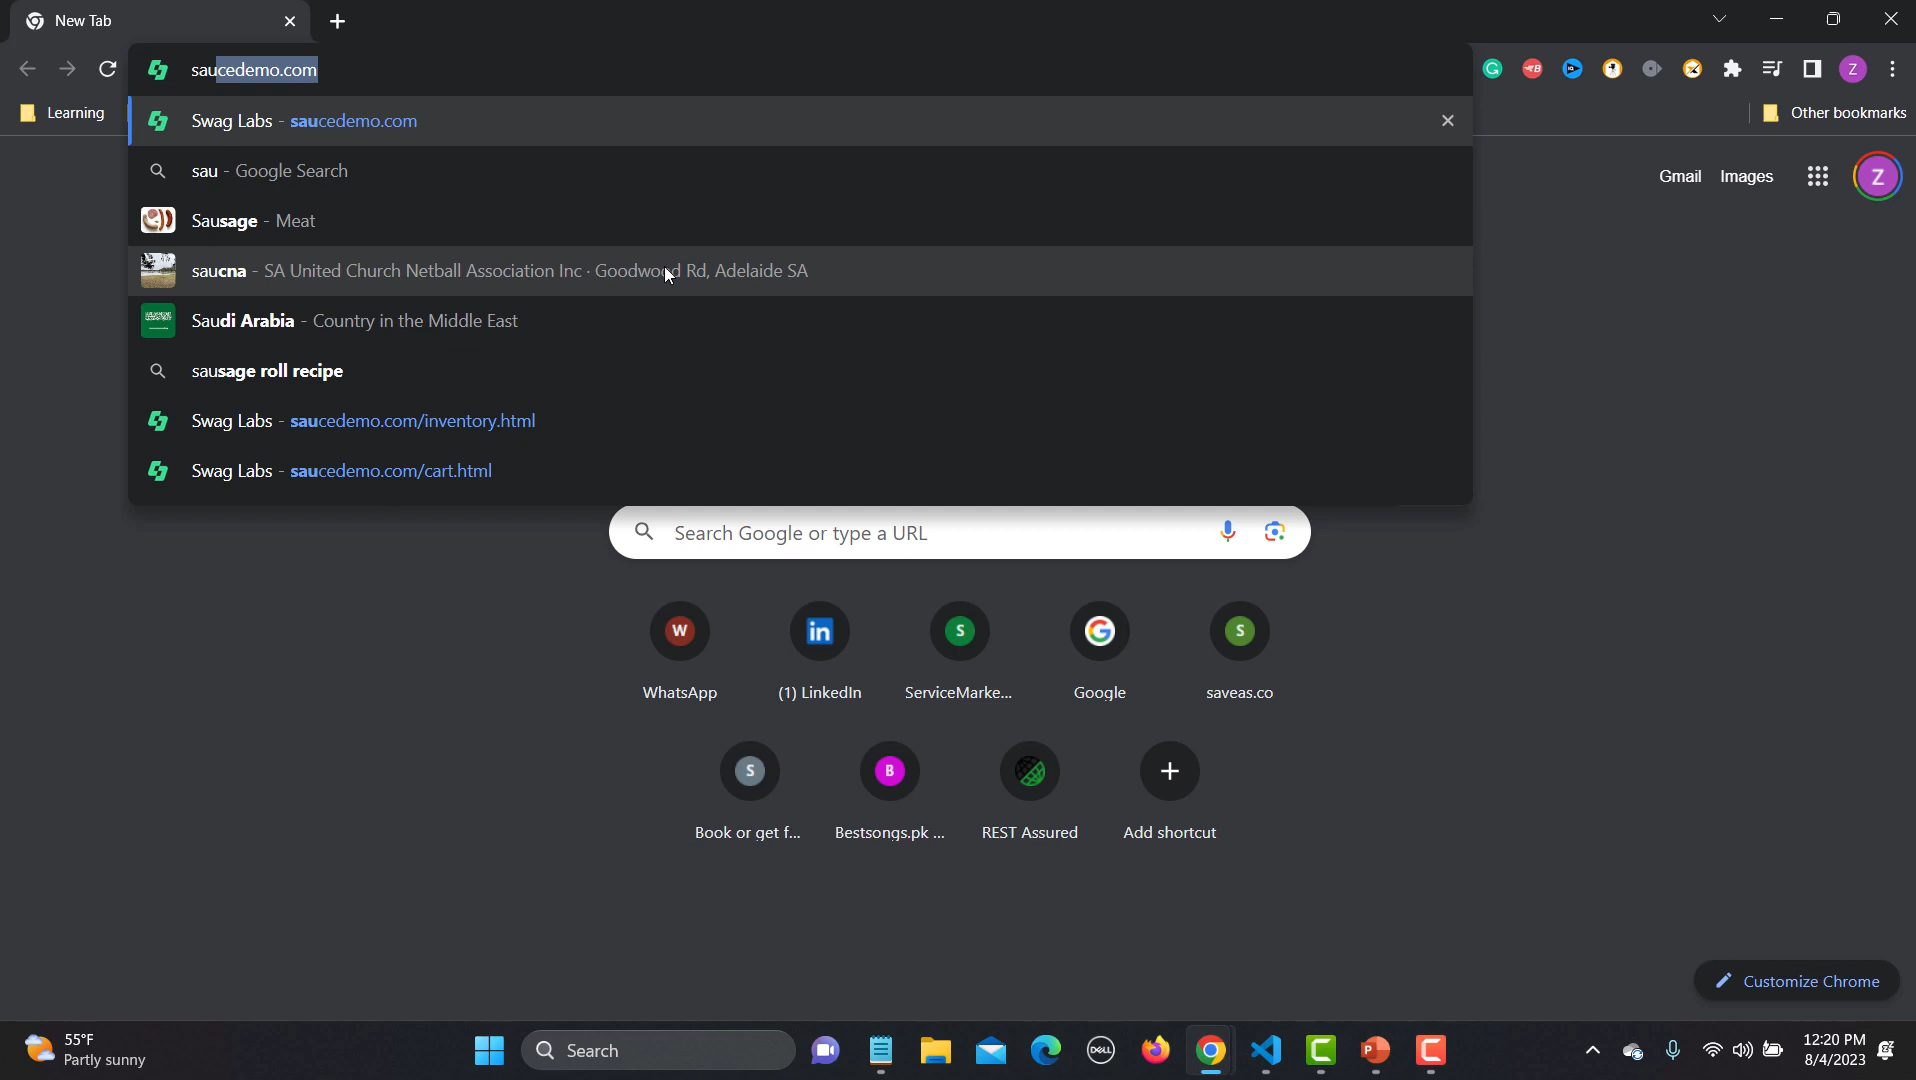 New Tab
saucedemo.com
Learning
Swag Labs - saucedemo.com
Other bookmarks
sau - Google Search
Gmail Images Z
Sausage - Meat
saucna - SA United Church Netball Association Inc · Goodwood Rd, Adelaide SA
Saudi Arabia - Country in the Middle East
sausage roll recipe
Swag Labs - saucedemo.com/inventory.html
Swag Labs - saucedemo.com/cart.html
Search Google or type a URL
W in S G S
WhatsApp (1) LinkedIn ServiceMarke... Google saveas.co
S B
Book or get f... Bestsongs.pk ... REST Assured Add shortcut
Customize Chrome
55°F
Partly sunny
Search
DELL
12:20 PM
8/4/2023